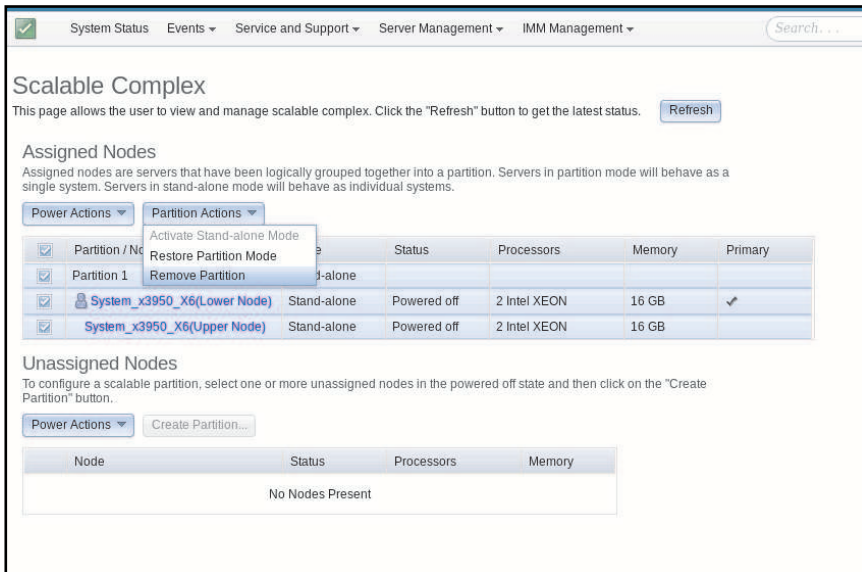 System Status Events Service and Support Server Management IMM Management Search. . .
Scalable Complex
This page allows the user to view and manage scalable complex. Click the "Refresh" button to get the latest status. Refresh
Assigned Nodes
Assigned nodes are servers that have been logically grouped together into a partition. Servers in partition mode will behave as a
single system. Servers in stand-alone mode will behave as individual systems.
Power Actions Partition Actions
Activate Stand-alone Mode
Restore Partition Mode
Remove Partition
Partition / Status Processors Memory Primary
Partition 1
System_x3950_X6(Lower Node) Stand-alone Powered off 2 Intel XEON 16 GB
System_x3950_X6(Upper Node) Stand-alone Powered off 2 Intel XEON 16 GB
Unassigned Nodes
To configure a scalable partition, select one or more unassigned nodes in the powered off state and then click on the "Create
Partition" button.
Power Actions Create Partition...
Node Status Processors Memory
No Nodes Present